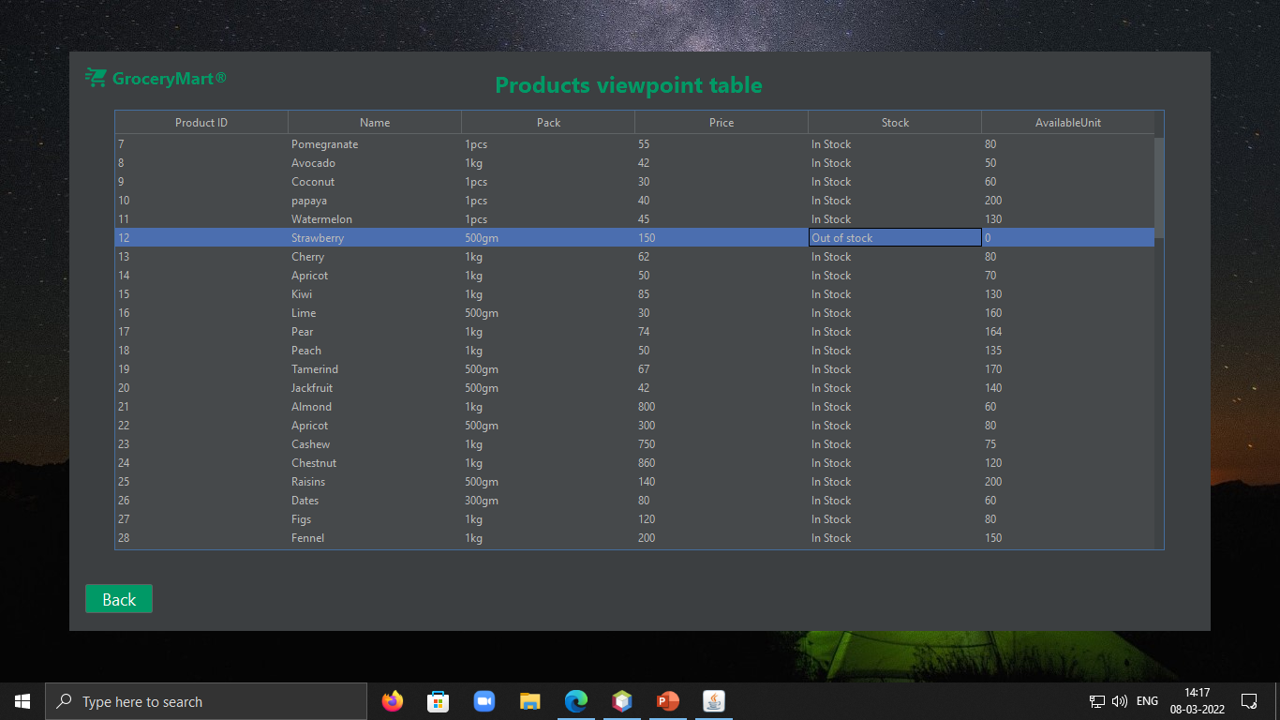 GroceryMart®
Products viewpoint table
Product ID Name Pack Price Stock AvailableUnit
7 Pomegranate 1pcs 55 In Stock 80
8 Avocado 1kg 42 In Stock 50
9 Coconut 1pcs 30 In Stock 60
10 papaya 1pcs 40 In Stock 200
11 Watermelon 1pcs 45 In Stock 130
12 Strawberry 500gm 150 Out of stock 0
13 Cherry 1kg 62 In Stock 80
14 Apricot 1kg 50 In Stock 70
15 Kiwi 1kg 85 In Stock 130
16 Lime 500gm 30 In Stock 160
17 Pear 1kg 74 In Stock 164
18 Peach 1kg 50 In Stock 135
19 Tamerind 500gm 67 In Stock 170
20 Jackfruit 500gm 42 In Stock 140
21 Almond 1kg 800 In Stock 60
22 Apricot 500gm 300 In Stock 80
23 Cashew 1kg 750 In Stock 75
24 Chestnut 1kg 860 In Stock 120
25 Raisins 500gm 140 In Stock 200
26 Dates 300gm 80 In Stock 60
27 Figs 1kg 120 In Stock 80
28 Fennel 1kg 200 In Stock 150
Back
Type here to search
ENG
14:17
08-03-2022